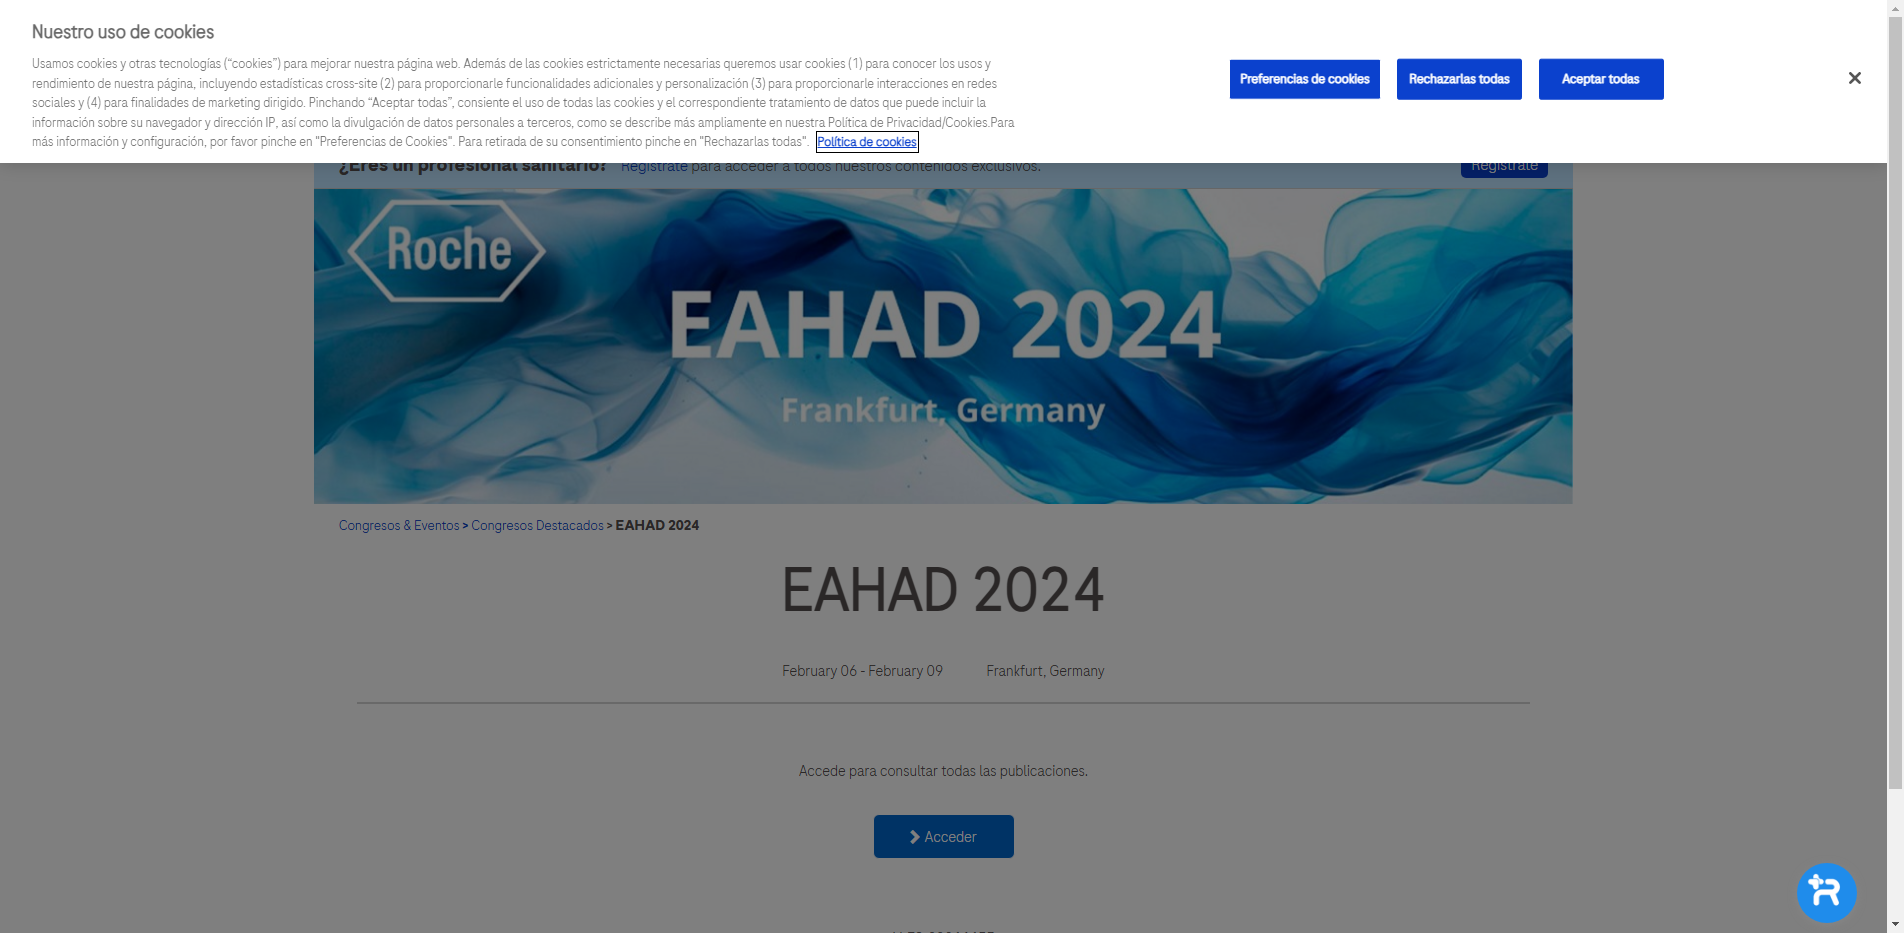 Nuestro uso de cookies
Usamos cookies y otras tecnologías (“cookies”) para mejorar nuestra página web. Además de las cookies estrictamente necesarias queremos usar cookies (1) para conocer los usos y
rendimiento de nuestra página, incluyendo estadísticas cross-site (2) para proporcionarle funcionalidades adicionales y personalización (3) para proporcionarle interacciones en redes
sociales y (4) para finalidades de marketing dirigido. Pinchando “Aceptar todas”, consiente el uso de todas las cookies y el correspondiente tratamiento de datos que puede incluir la
información sobre su navegador y dirección IP, así como la divulgación de datos personales a terceros, como se describe más ampliamente en nuestra Política de Privacidad/Cookies.Para
más información y configuración, por favor pinche en "Preferencias de Cookies". Para retirada de su consentimiento pinche en "Rechazarlas todas". Política de cookies
Preferencias de cookies Rechazarlas todas Aceptar todas
¿Eres un profesional sanitario? Regístrate para acceder a todos nuestros contenidos exclusivos. Regístrate
Roche
EAHAD 2024
Frankfurt, Germany
Congresos & Eventos > Congresos Destacados > EAHAD 2024
EAHAD 2024
February 06 - February 09 Frankfurt, Germany
Accede para consultar todas las publicaciones.
Acceder